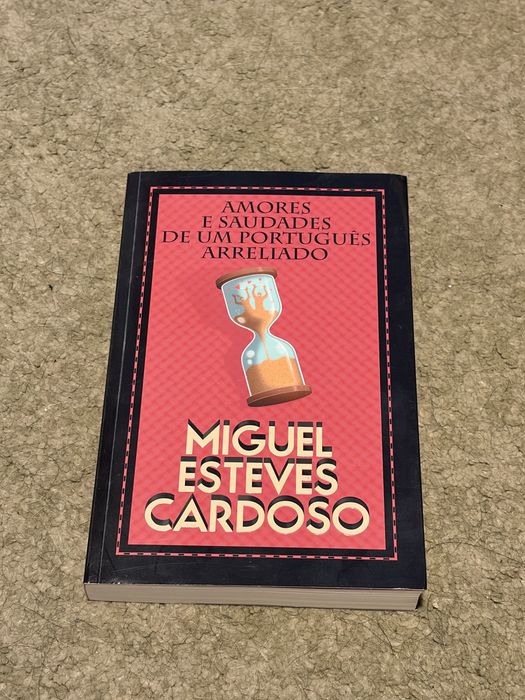 AMORES
E SAUDADES
DE UM PORTUGUÊS
ARRELIADO
MIGUEL
ESTEVES
CARDOSO